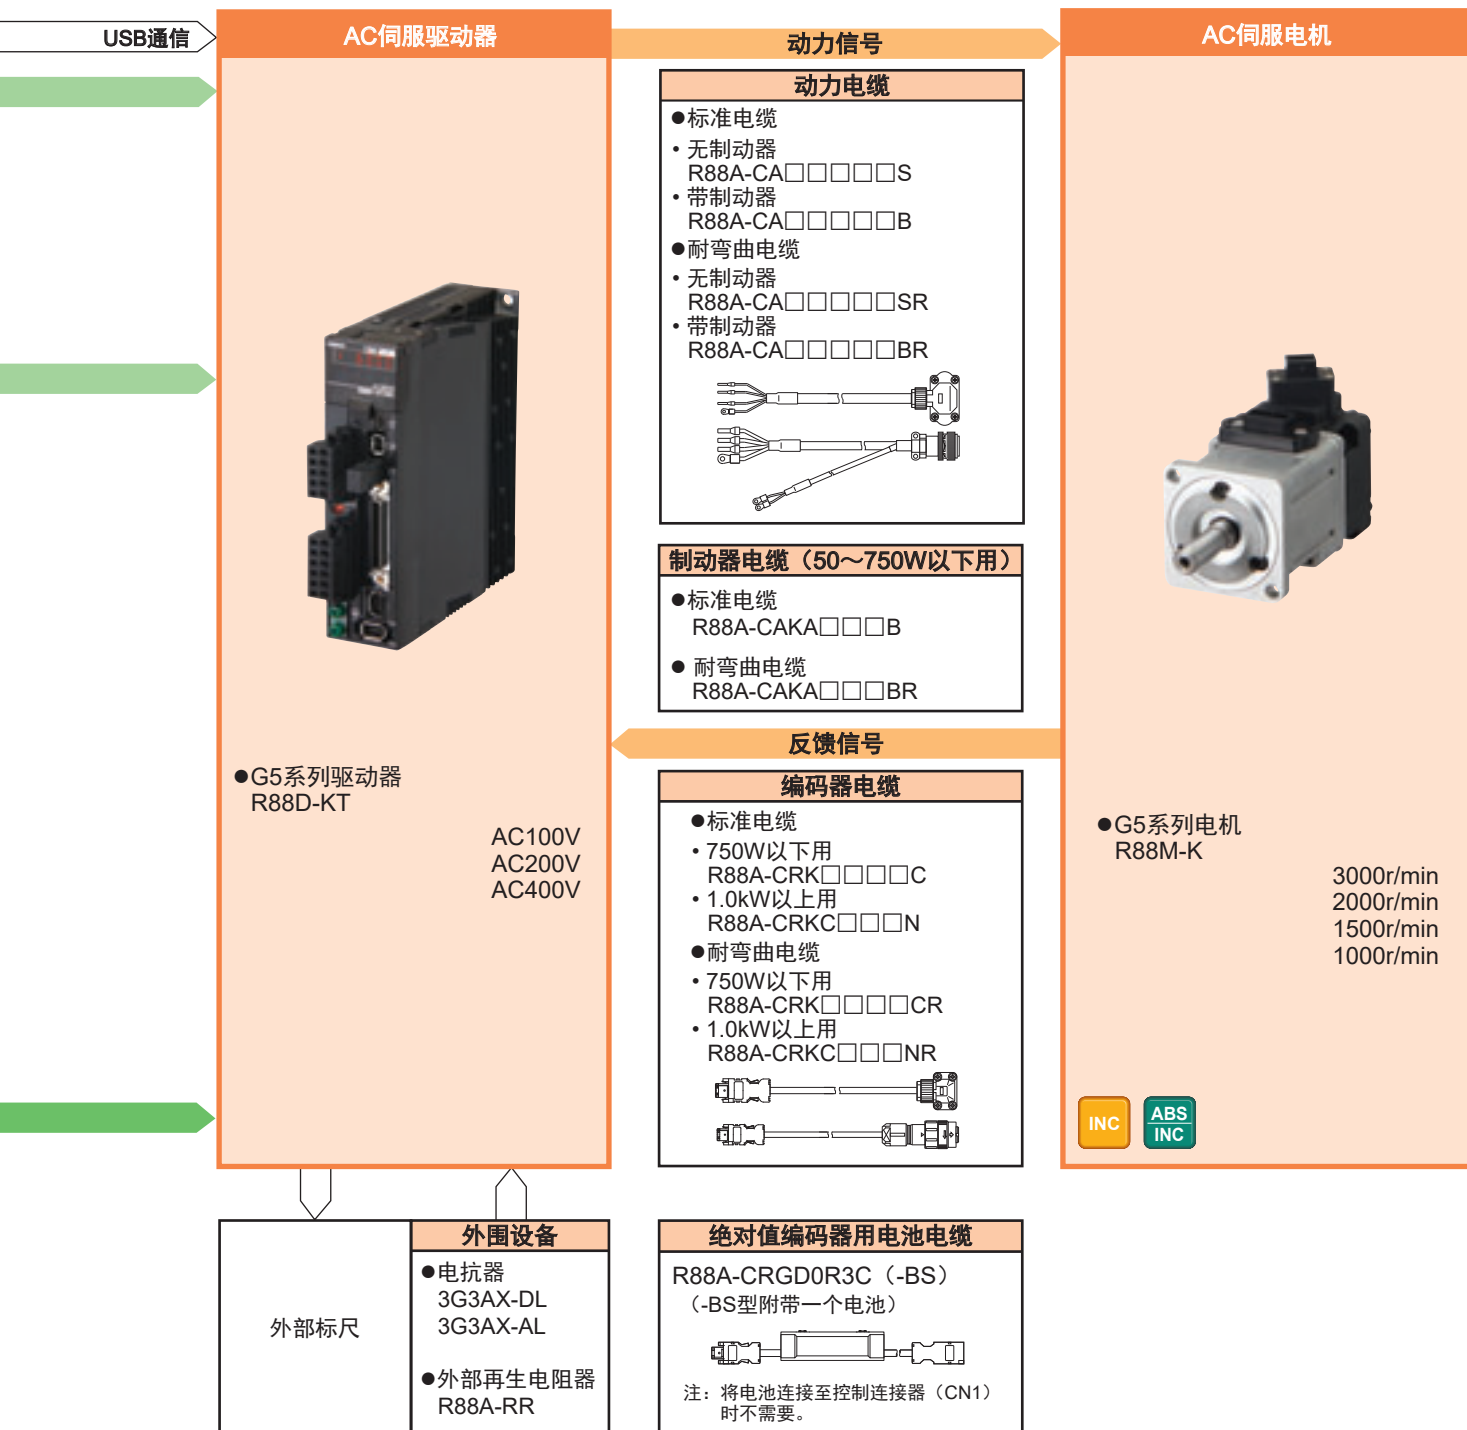 USB通信
AC伺服驱动器
●G5系列驱动器
R88D-KT
AC100V
AC200V
AC400V
动力信号
动力电缆
●标准电缆
・无制动器
R88A-CA□□□□□S
・带制动器
R88A-CA□□□□□B
●耐弯曲电缆
・无制动器
R88A-CA□□□□□SR
・带制动器
R88A-CA□□□□□BR
制动器电缆（50～750W以下用）
●标准电缆
R88A-CAKA□□□B
● 耐弯曲电缆
R88A-CAKA□□□BR
反馈信号
编码器电缆
●标准电缆
・750W以下用
R88A-CRK□□□□C
・1.0kW以上用
R88A-CRKC□□□N
●耐弯曲电缆
・750W以下用
R88A-CRK□□□□CR
・1.0kW以上用
R88A-CRKC□□□NR
AC伺服电机
●G5系列电机
R88M-K
3000r/min
2000r/min
1500r/min
1000r/min
INC
ABS
INC
外部标尺
外围设备
●电抗器
3G3AX-DL
3G3AX-AL
●外部再生电阻器
R88A-RR
绝对值编码器用电池电缆
R88A-CRGD0R3C（-BS）
（-BS型附带一个电池）
注：将电池连接至控制连接器（CN1）
时不需要。